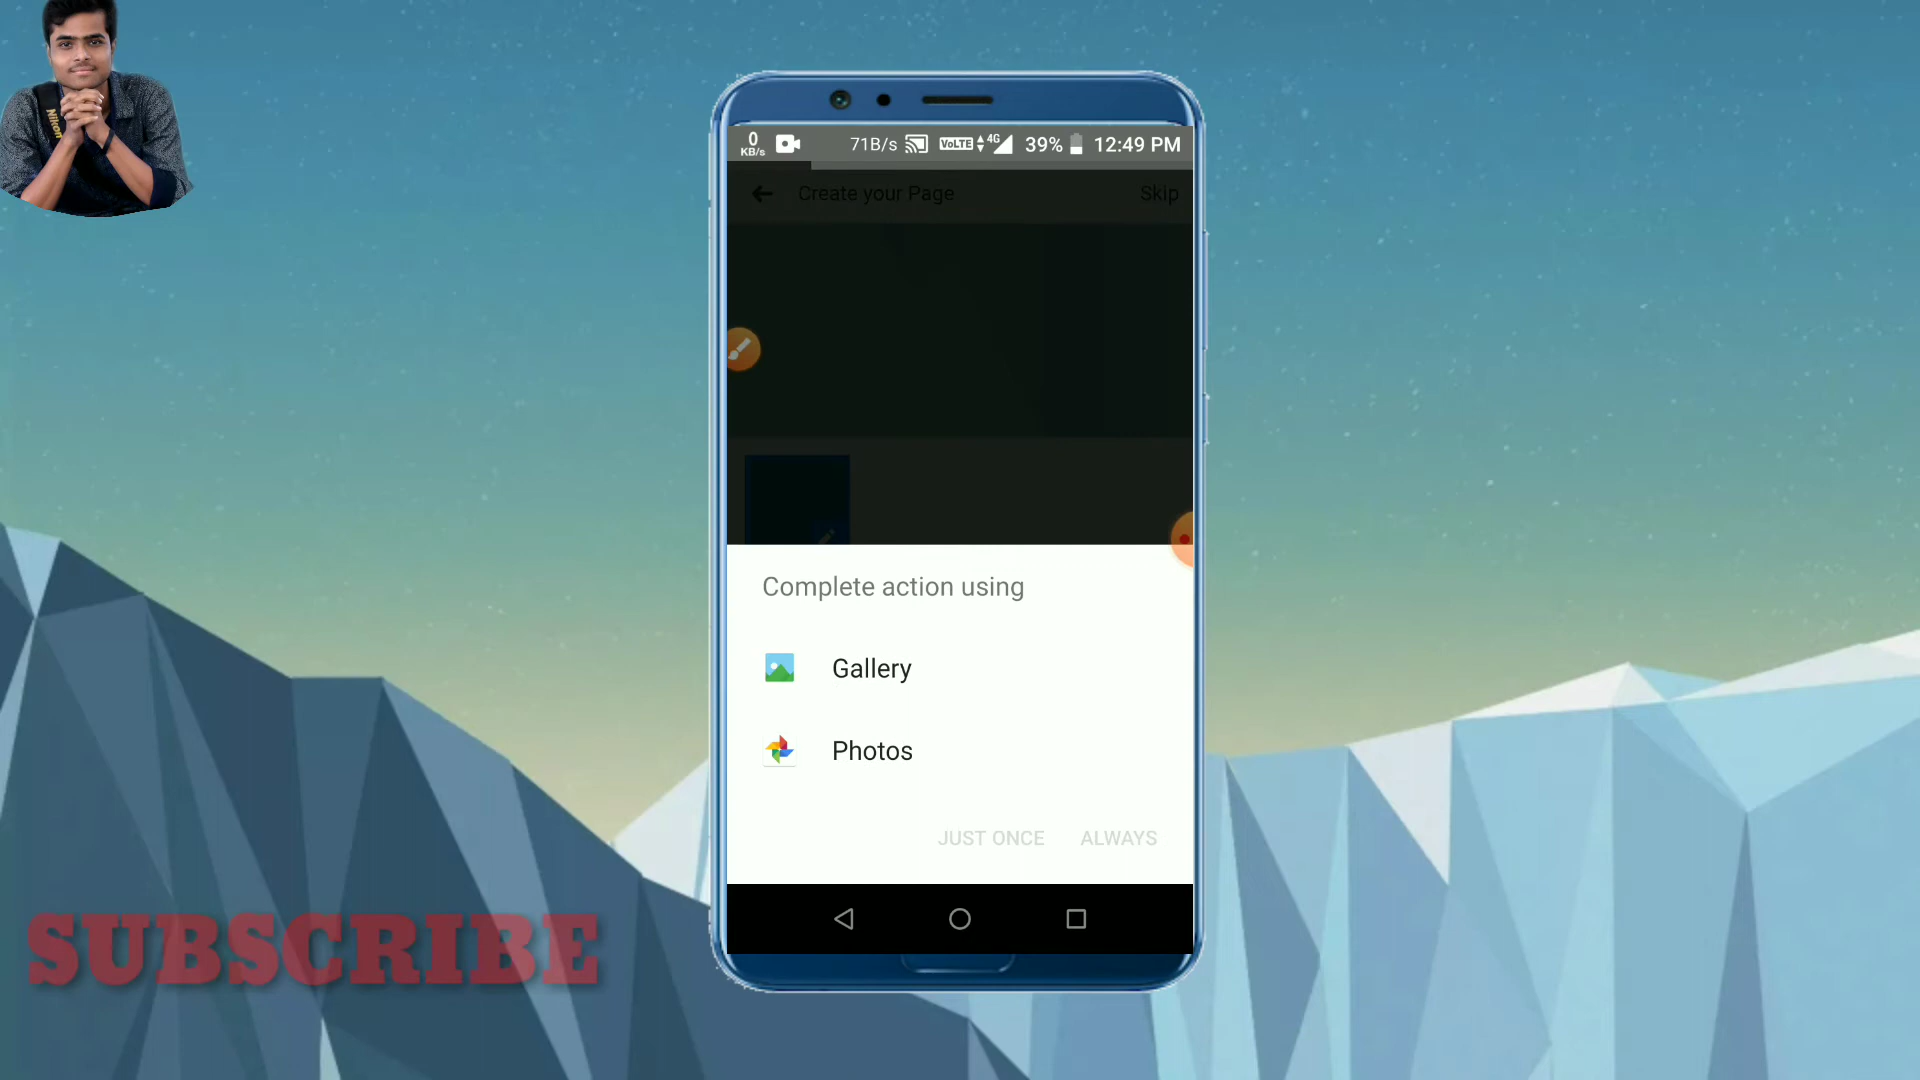 Nikon
0
KB/s
71B/s VoLTE 4G 39% 12:49 PM
Create your Page Skip
Complete action using
Gallery
Photos
JUST ONCE ALWAYS
SUBSCRIBE